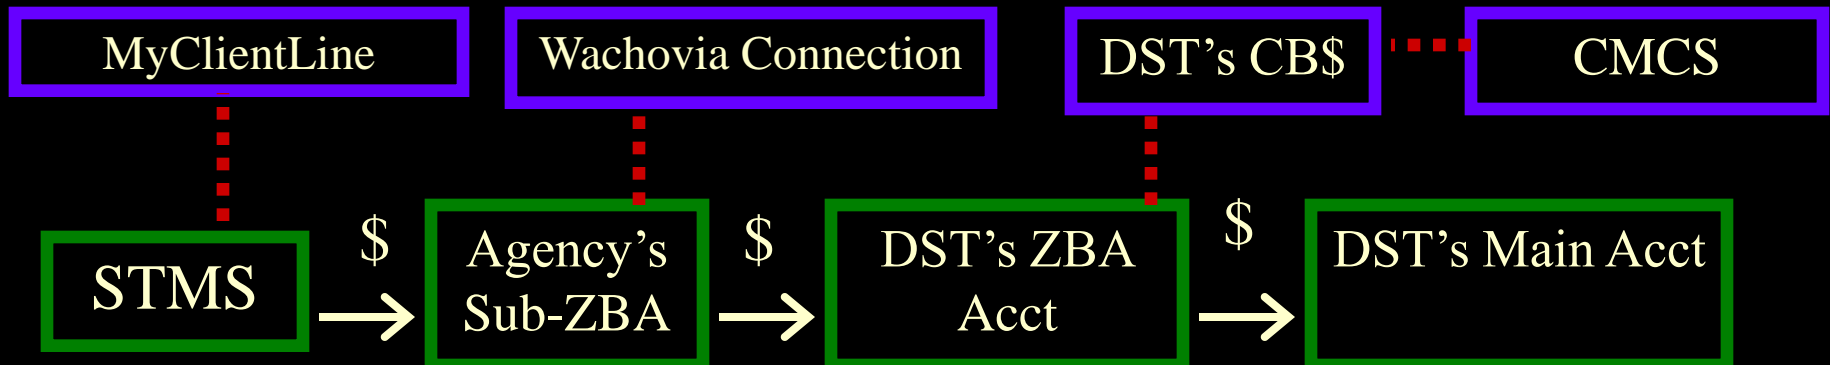 MyClientLine
Wachovia Connection
DST’s CB$
CMCS
STMS
$
Agency’s
Sub-ZBA
$
DST’s ZBA
Acct
$
DST’s Main Acct